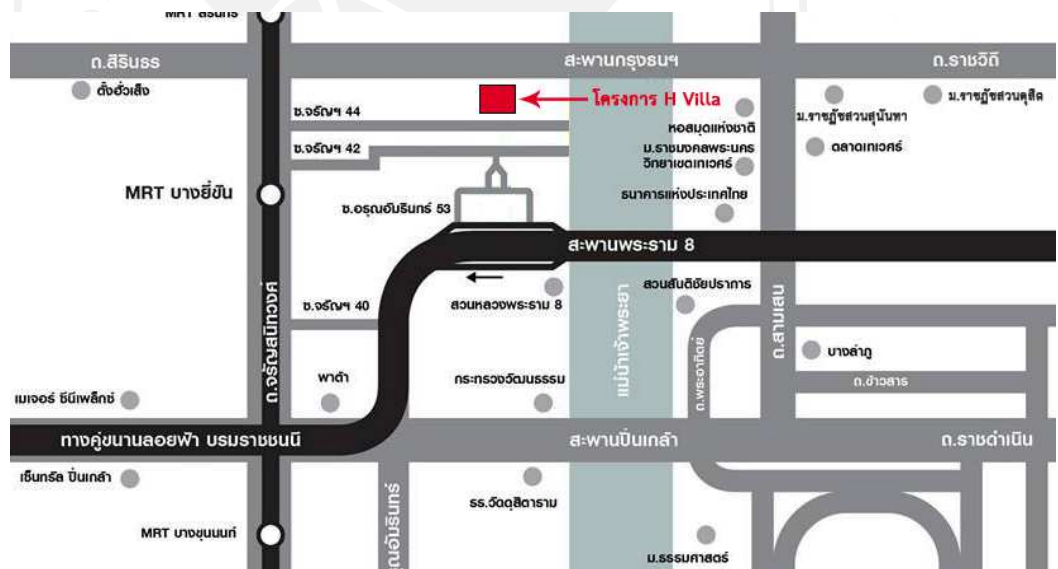 MRT สิรินธร
ถ.สิรินธร
สะพานกรุงธนฯ
ถ.ราชวิถี
ตั้งฮั่วเส็ง
โครงการ H Villa
ม.ราชภัฏสวนดุสิต
ซ.จรัญฯ 44
หอสมุดแห่งชาติ
ม.ราชภัฏสวนสุนันทา
ซ.จรัญฯ 42
ม.ราชมงคลพระนคร
วิทยาเขตเทเวศร์
ตลาดเทเวศร์
MRT บางยี่ขัน
ธนาคารแห่งประเทศไทย
ซ.อรุณอัมรินทร์ 53
สะพานพระราม 8
สวนสันติชัยปราการ
ซ.จรัญฯ 40
สวนหลวงพระราม 8
ถ.จรัญสนิทวงศ์
แม่น้ำเจ้าพระยา
ถ.พระอาทิตย์
ถ.สามเสน
บางลำภู
พาต้า
กระทรวงวัฒนธรรม
ถ.ข้าวสาร
เมเจอร์ ซีนีเพล็กซ์
ทางคู่ขนานลอยฟ้า บรมราชชนนี
สะพานปิ่นเกล้า
ถ.ราชดำเนิน
เซ็นทรัล ปิ่นเกล้า
รร.วัดดุสิตาราม
MRT บางขุนนนท์
ุณอัมรินทร์
ม.ธรรมศาสตร์